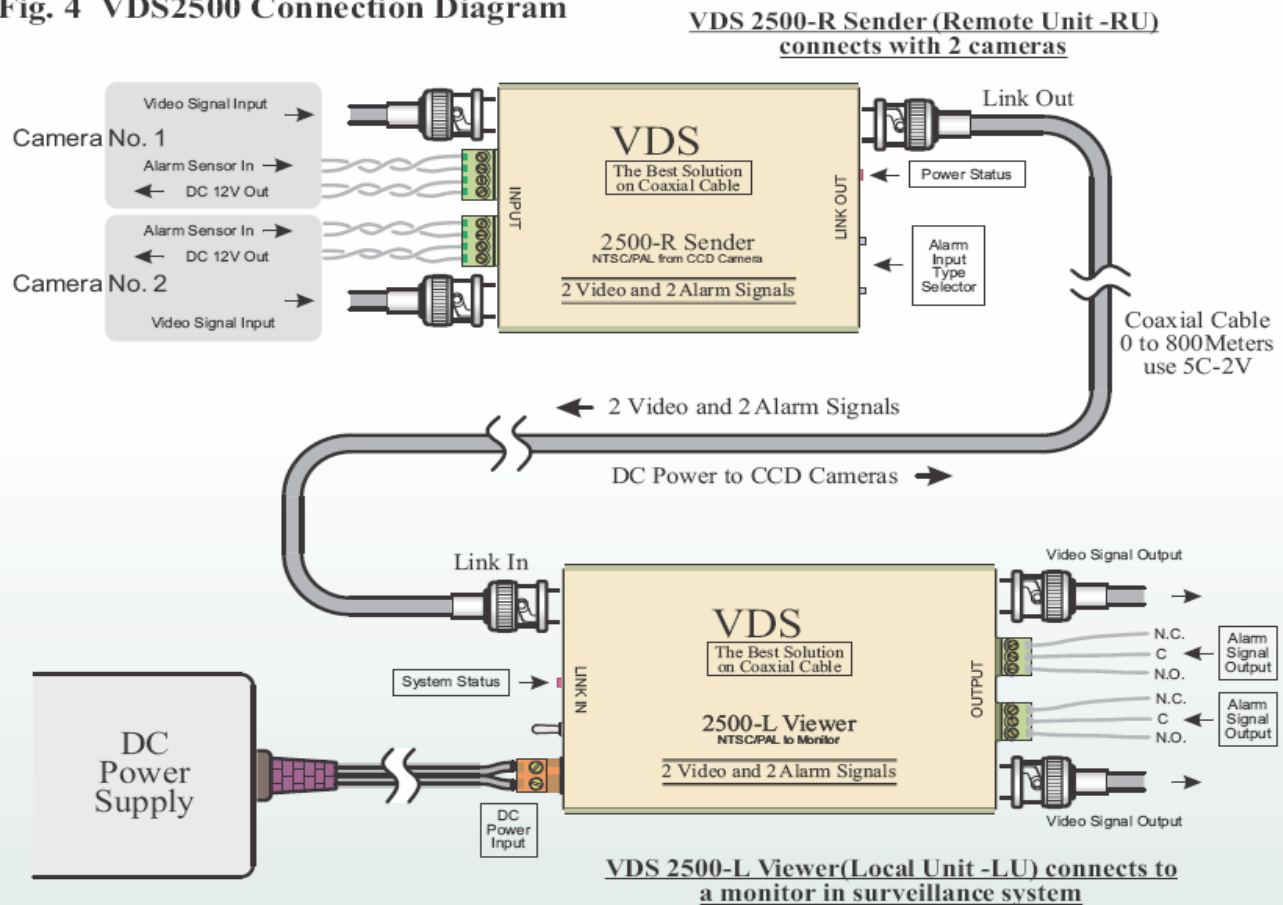 Fig. 4 VDS2500 Connection Diagram
VDS 2500-R Sender (Remote Unit -RU)
connects with 2 cameras
Video Signal Input
Camera No. 1
Alarm Sensor In
DC 12V Out
Alarm Sensor In
DC 12V Out
Camera No. 2
Video Signal Input
INPUT
VDS
The Best Solution
on Coaxial Cable
2500-R Sender
NTSC/PAL from CCD Camera
2 Video and 2 Alarm Signals
LINK OUT
Link Out
Power Status
Alarm
Input
Type
Selector
Coaxial Cable
0 to 800Meters
use 5C-2V
2 Video and 2 Alarm Signals
DC Power to CCD Cameras
Link In
System Status
LINK IN
DC
Power
Supply
DC
Power
Input
VDS
The Best Solution
on Coaxial Cable
2500-L Viewer
NTSC/PAL to Monitor
2 Video and 2 Alarm Signals
OUTPUT
Video Signal Output
N.C.
C
N.O.
Alarm
Signal
Output
N.C.
C
N.O.
Alarm
Signal
Output
Video Signal Output
VDS 2500-L Viewer(Local Unit -LU) connects to
a monitor in surveillance system